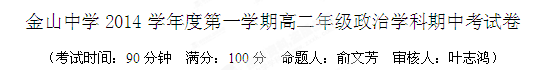 金山中学 2014 学年度第一学期高二年级政治学科期中考试卷
（考试时间：90 分钟　满分：100 分　命题人：俞文芳　审核人：叶志鸿）